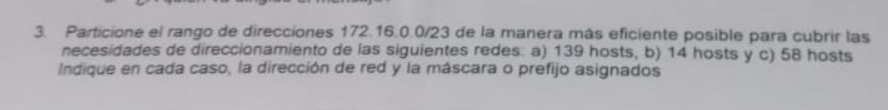 3. Particione el rango de direcciones 172.16.0.0/23 de la manera más eficiente posible para cubrir las
necesidades de direccionamiento de las siguientes redes: a) 139 hosts, b) 14 hosts y c) 58 hosts
Indique en cada caso, la dirección de red y la máscara o prefijo asignados